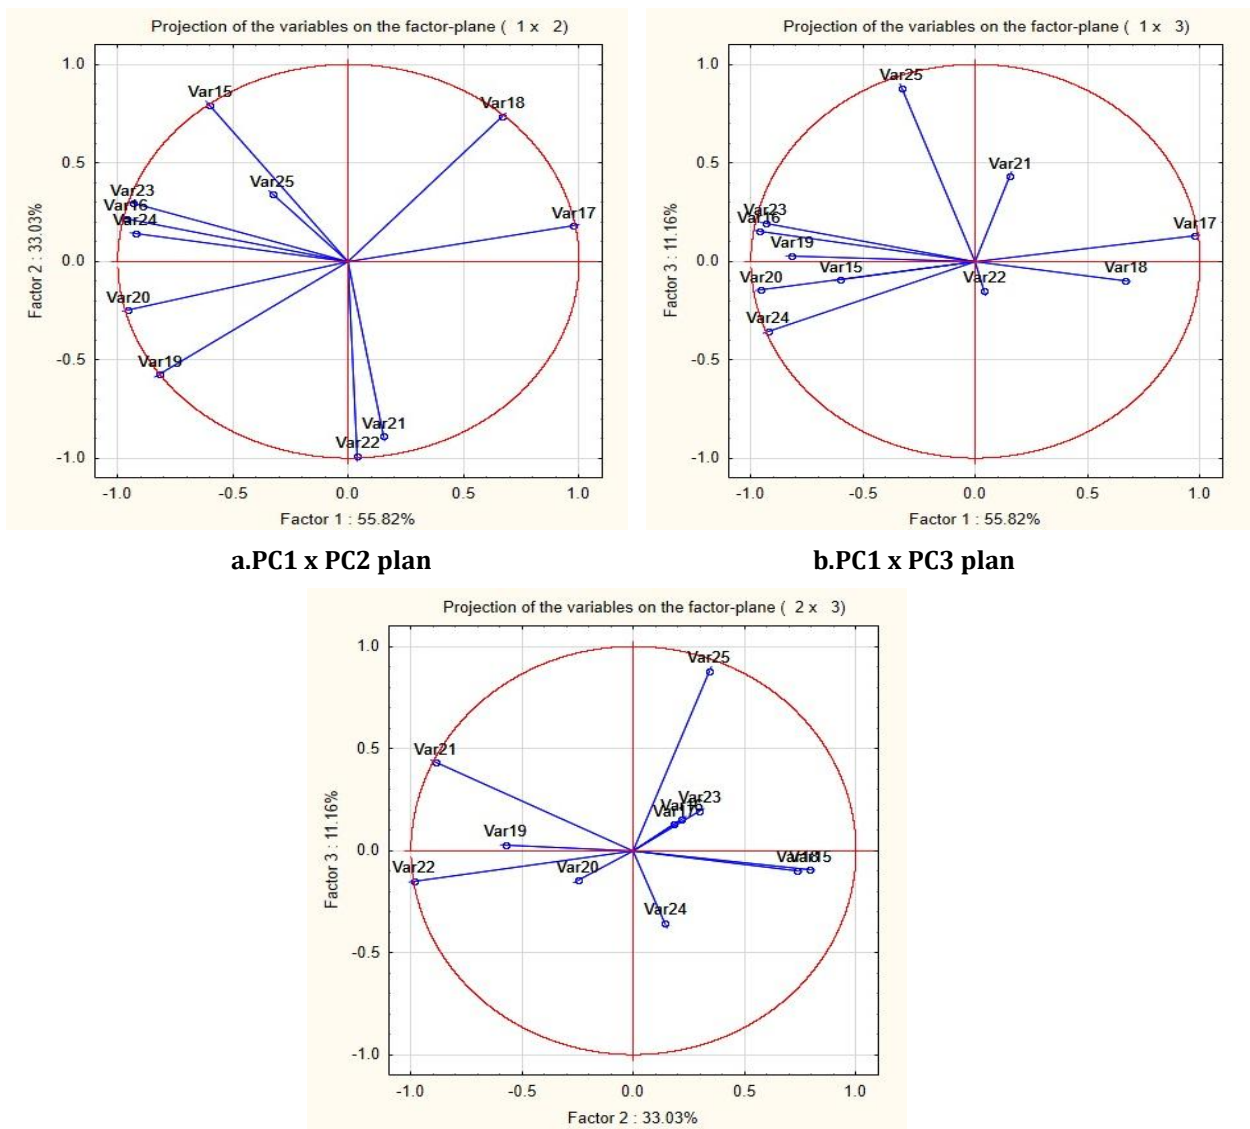 Projection of the variables on the factor-plane ( 1 x 2)
1.0
0.5
0.0
-0.5
-1.0
Factor 2 : 33.03%
Var15
Var18
Var25
Var23
Var16
Var24
Var17
Var20
Var19
Var21
Var22
-1.0 -0.5 0.0 0.5 1.0
Factor 1 : 55.82%
Projection of the variables on the factor-plane ( 1 x 3)
1.0
0.5
0.0
-0.5
-1.0
Factor 3 : 11.16%
Var25
Var21
Var23
Var16
Var17
Var19
Var20
Var15
Var22
Var18
Var24
-1.0 -0.5 0.0 0.5 1.0
Factor 1 : 55.82%
a.PC1 x PC2 plan
b.PC1 x PC3 plan
Projection of the variables on the factor-plane ( 2 x 3)
1.0
0.5
0.0
-0.5
-1.0
Factor 3 : 11.16%
Var25
Var21
Var23
Var16
Var17
Var19
Var18
Var15
Var22
Var20
Var24
-1.0 -0.5 0.0 0.5 1.0
Factor 2 : 33.03%